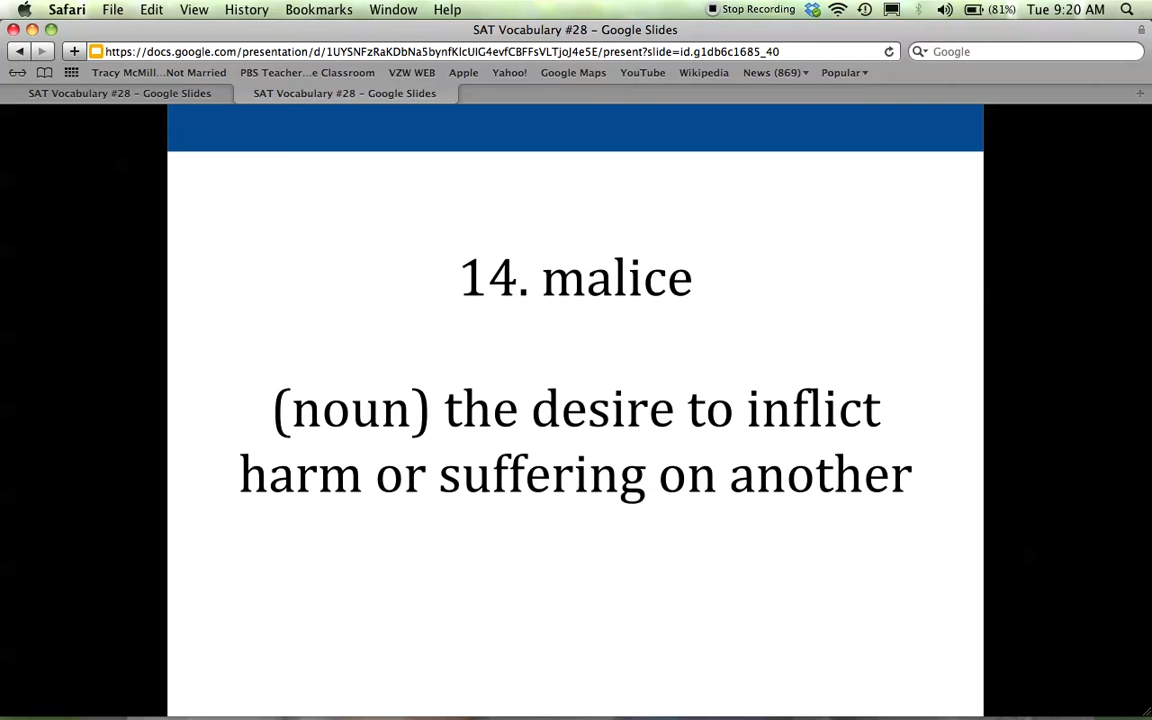 Safari File Edit View History Bookmarks Window Help Stop Recording (81%) Tue 9:20 AM
SAT Vocabulary #28 – Google Slides
https://docs.google.com/presentation/d/1UYSNFzRaKDbNa5bynfKIcUIG4evfCBFFsVLTjoJ4e5E/present?slide=id.g1db6c1685_40 Google
Tracy McMill...Not Married PBS Teacher...e Classroom VZW WEB Apple Yahoo! Google Maps YouTube Wikipedia News (869) Popular
SAT Vocabulary #28 – Google Slides SAT Vocabulary #28 – Google Slides
14. malice
(noun) the desire to inflict
harm or suffering on another